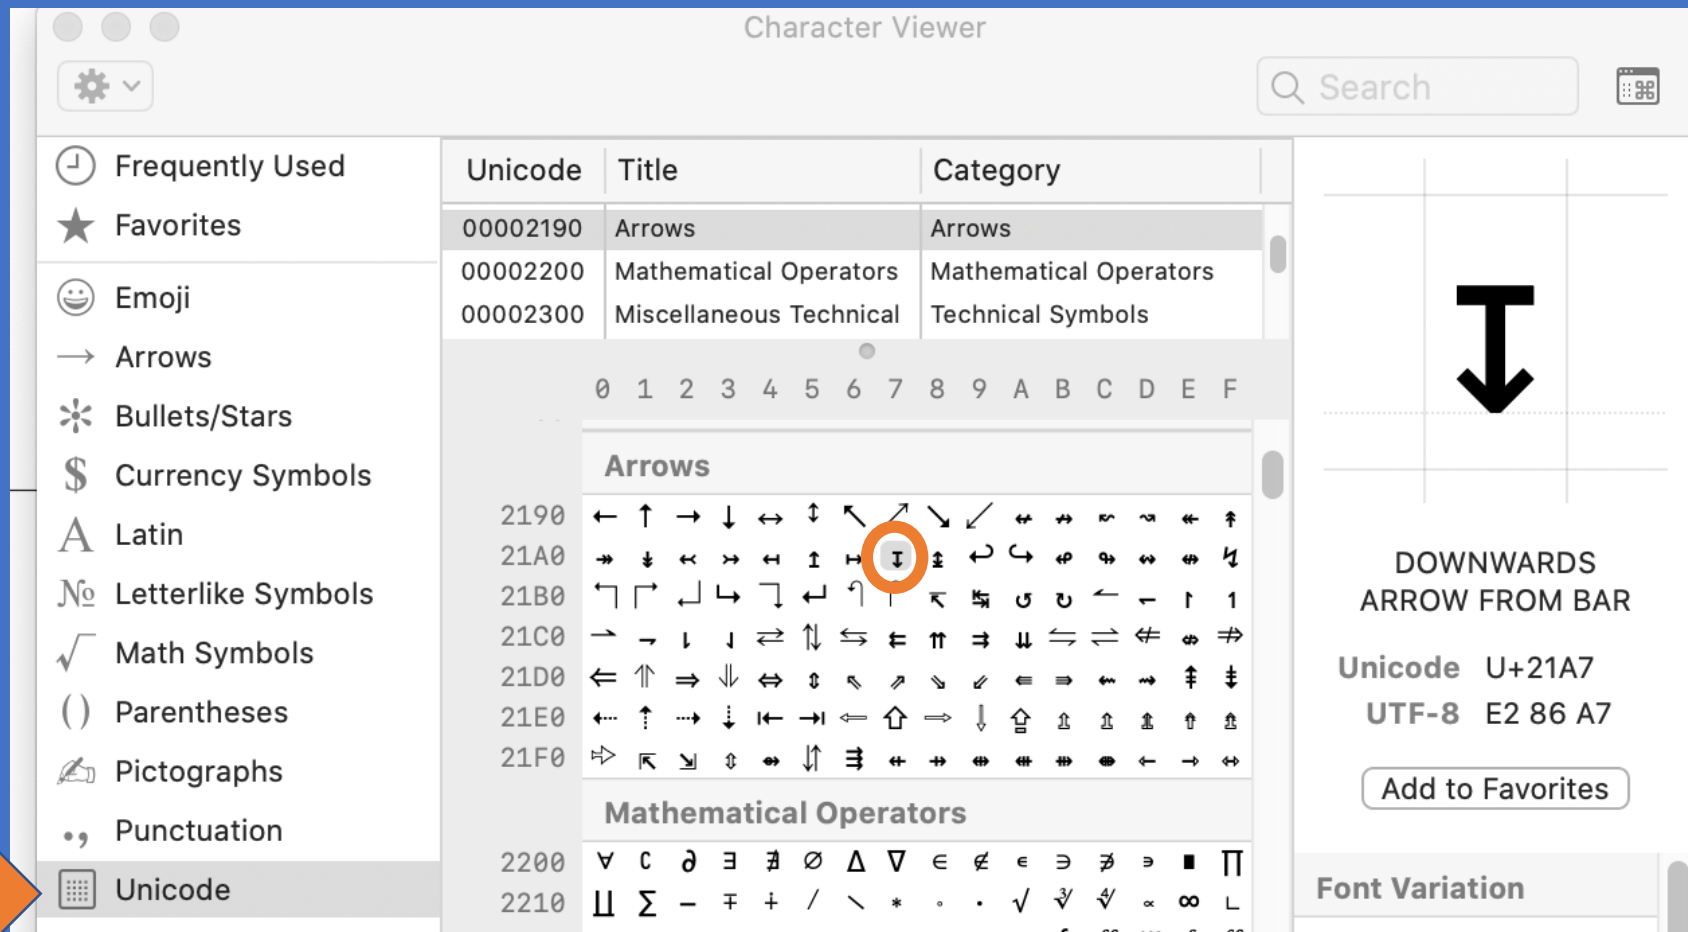 Character Viewer
Search
Frequently Used
Favorites
Emoji
Arrows
Bullets/Stars
$ Currency Symbols
A Latin
№ Letterlike Symbols
√ Math Symbols
() Parentheses
Pictographs
., Punctuation
Unicode
Unicode Title Category
00002190 Arrows Arrows
00002200 Mathematical Operators Mathematical Operators
00002300 Miscellaneous Technical Technical Symbols
0 1 2 3 4 5 6 7 8 9 A B C D E F
Arrows
2190 ← ↑ → ↓ ↔ ↕ ↖ ↗ ↘ ↙ ↚ ↛ ↜ ↝ ↞ ↟
21A0 ↠ ↡ ↢ ↣ ↤ ↥ ↦ ↧ ↨ ↩ ↪ ↫ ↬ ↭ ↮ ↯
21B0 ↰ ↱ ↲ ↳ ↴ ↵ ↶ ↷ ↸ ↹ ↺ ↻ ↼ ↽ ↾ ↿
21C0 ⇀ ⇁ ⇂ ⇃ ⇄ ⇅ ⇆ ⇇ ⇈ ⇉ ⇊ ⇋ ⇌ ⇍ ⇎ ⇏
21D0 ⇐ ⇑ ⇒ ⇓ ⇔ ⇕ ⇖ ⇗ ⇘ ⇙ ⇚ ⇛ ⇜ ⇝ ⇞ ⇟
21E0 ⇠ ⇡ ⇢ ⇣ ⇤ ⇥ ⇦ ⇧ ⇨ ⇩ ⇪ ⇫ ⇬ ⇭ ⇮ ⇯
21F0 ⇰ ⇱ ⇲ ⇳ ⇴ ⇵ ⇶ ⇷ ⇸ ⇹ ⇺ ⇻ ⇼ ⇽ ⇾ ⇿
Mathematical Operators
2200 ∀ ∁ ∂ ∃ ∄ ∅ ∆ ∇ ∈ ∉ ∊ ∋ ∌ ∍ ∎ ∏
2210 ∐ ∑ − ∓ ∔ ∕ ∖ ∗ ∘ ∙ √ ∛ ∜ ∝ ∞ ∟
↧
DOWNWARDS
ARROW FROM BAR
Unicode U+21A7
UTF-8 E2 86 A7
Add to Favorites
Font Variation